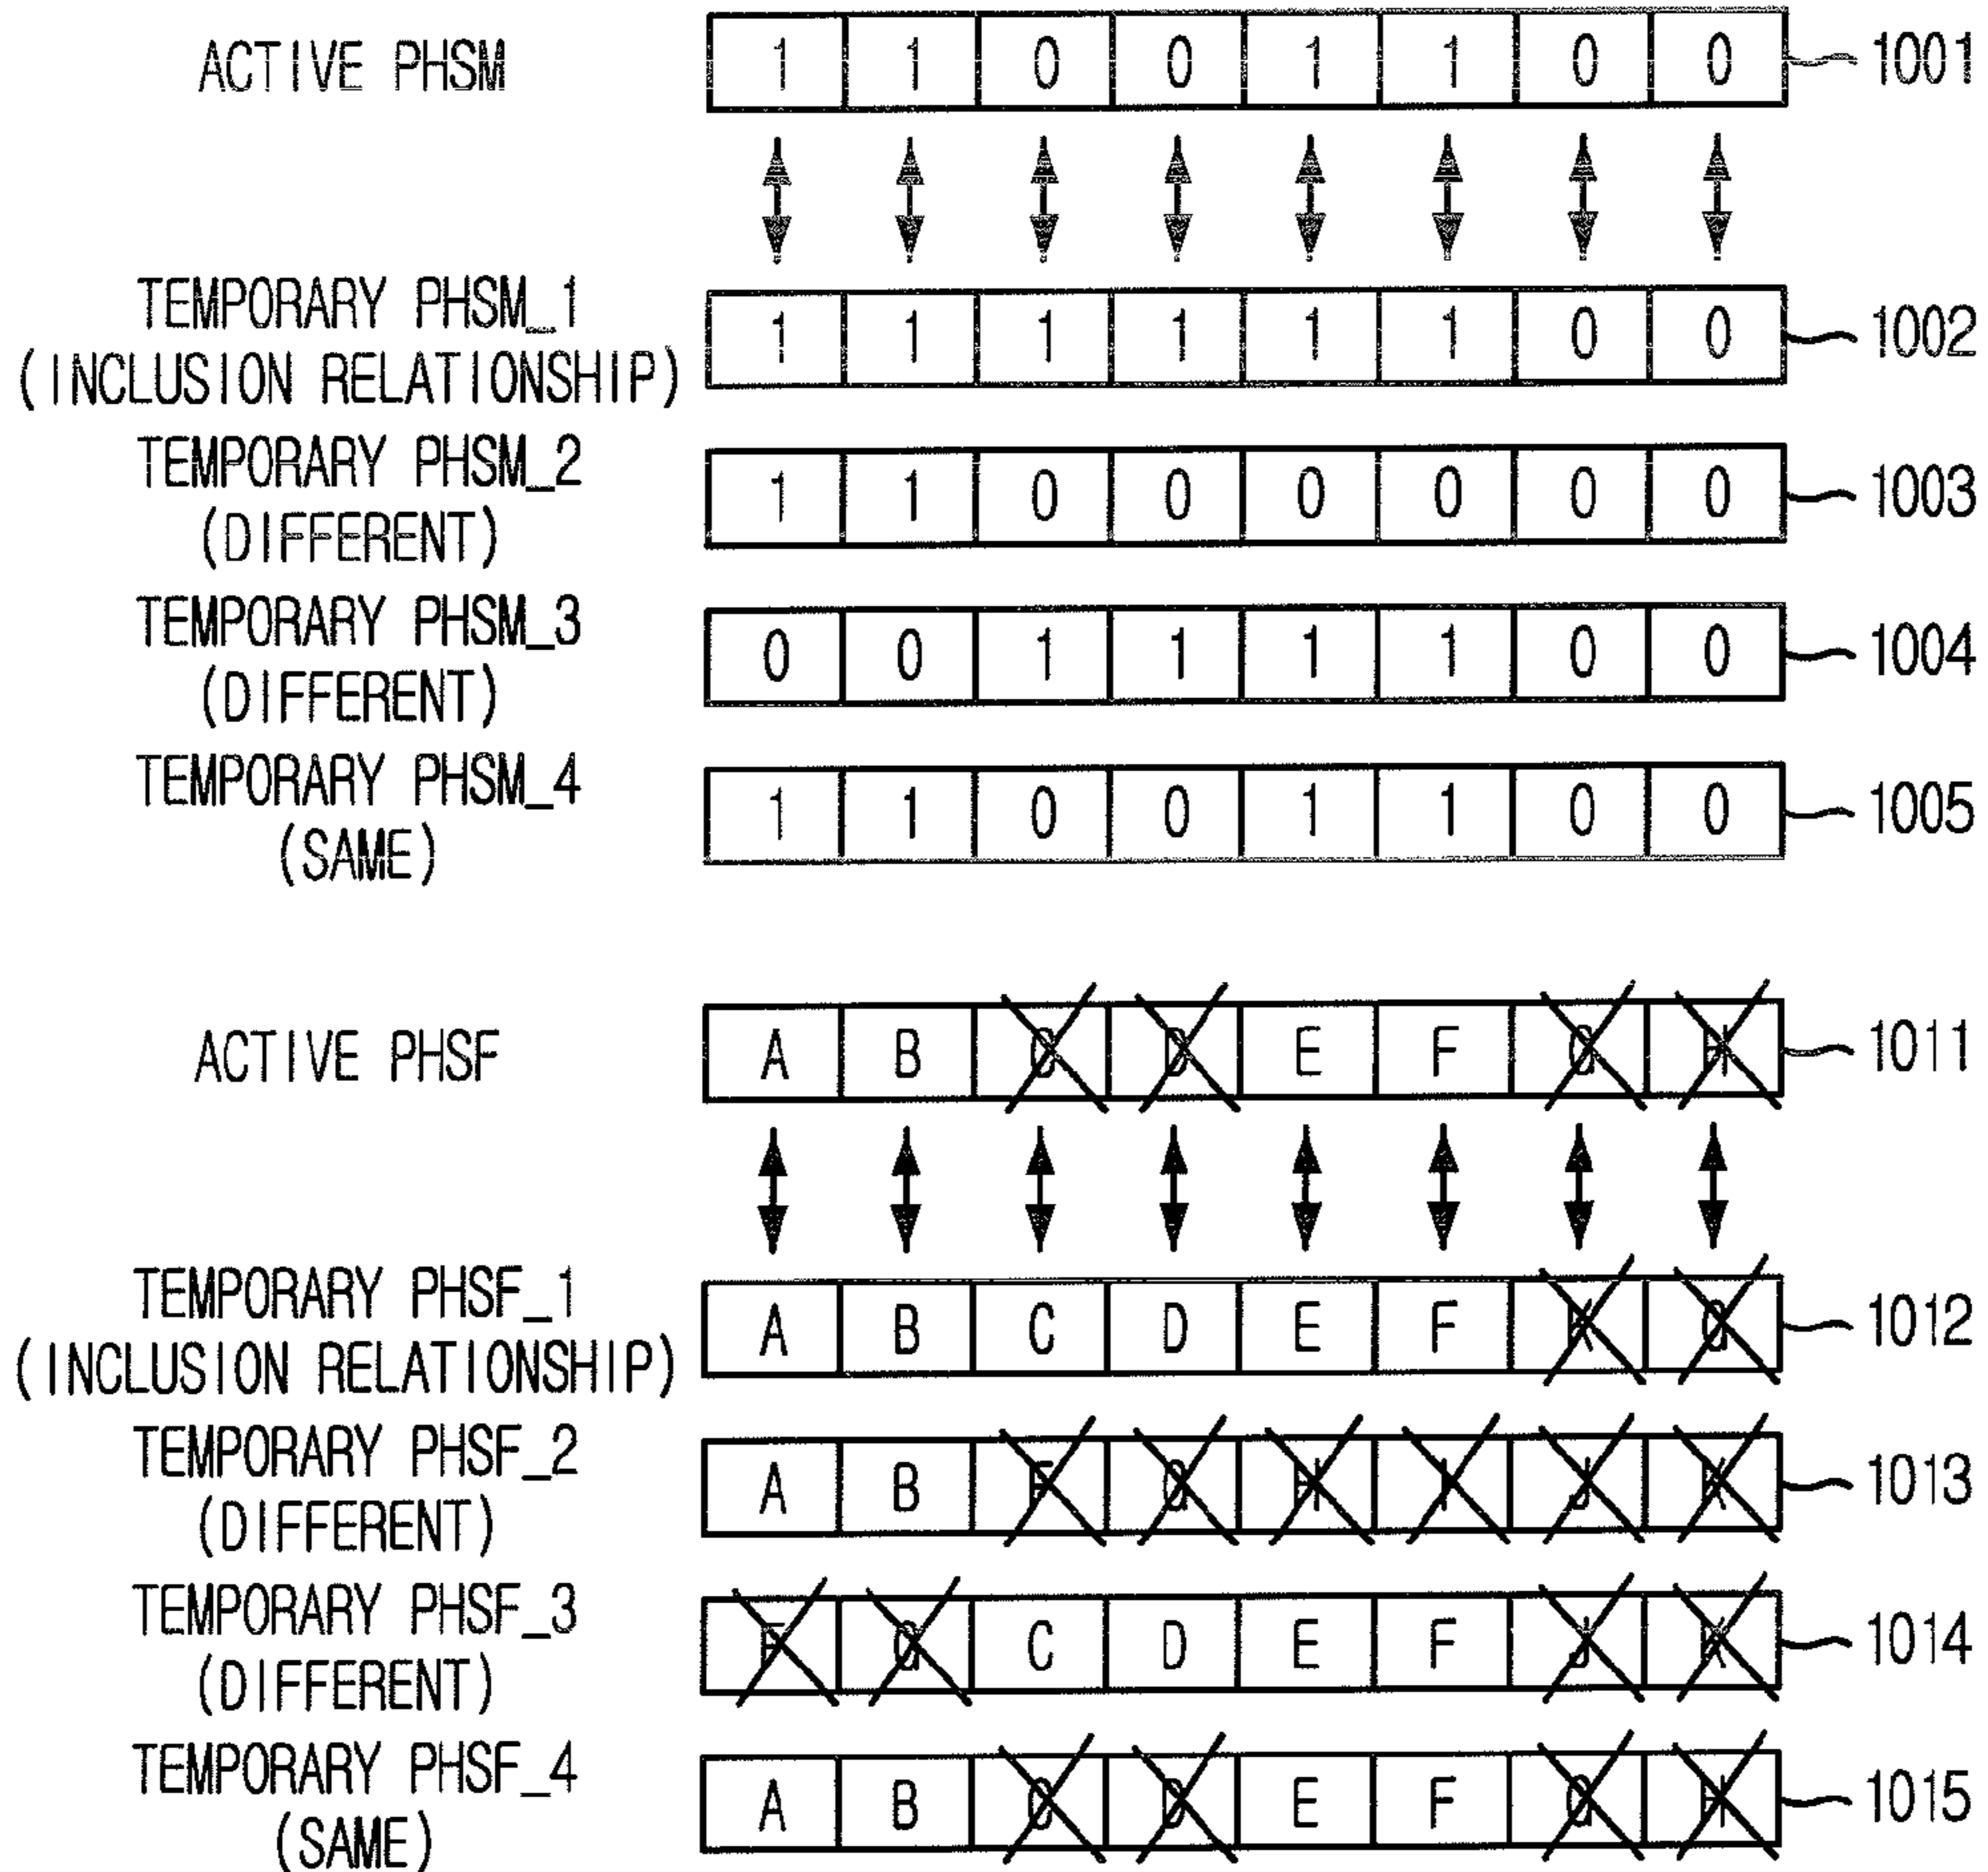 ACTIVE PHSM 1 1 0 0 1 1 0 0 1001
TEMPORARY PHSM_1
(INCLUSION RELATIONSHIP) 1 1 1 1 1 1 0 0 1002
TEMPORARY PHSM_2
(DIFFERENT) 1 1 0 0 0 0 0 0 1003
TEMPORARY PHSM_3
(DIFFERENT) 0 0 1 1 1 1 0 0 1004
TEMPORARY PHSM_4
(SAME) 1 1 0 0 1 1 0 0 1005
ACTIVE PHSF A B C D E F G H 1011
TEMPORARY PHSF_1
(INCLUSION RELATIONSHIP) A B C D E F K 1012
TEMPORARY PHSF_2
(DIFFERENT) A B H I J K 1013
TEMPORARY PHSF_3
(DIFFERENT) G C D E F J K 1014
TEMPORARY PHSF_4
(SAME) A B C D E F G H 1015